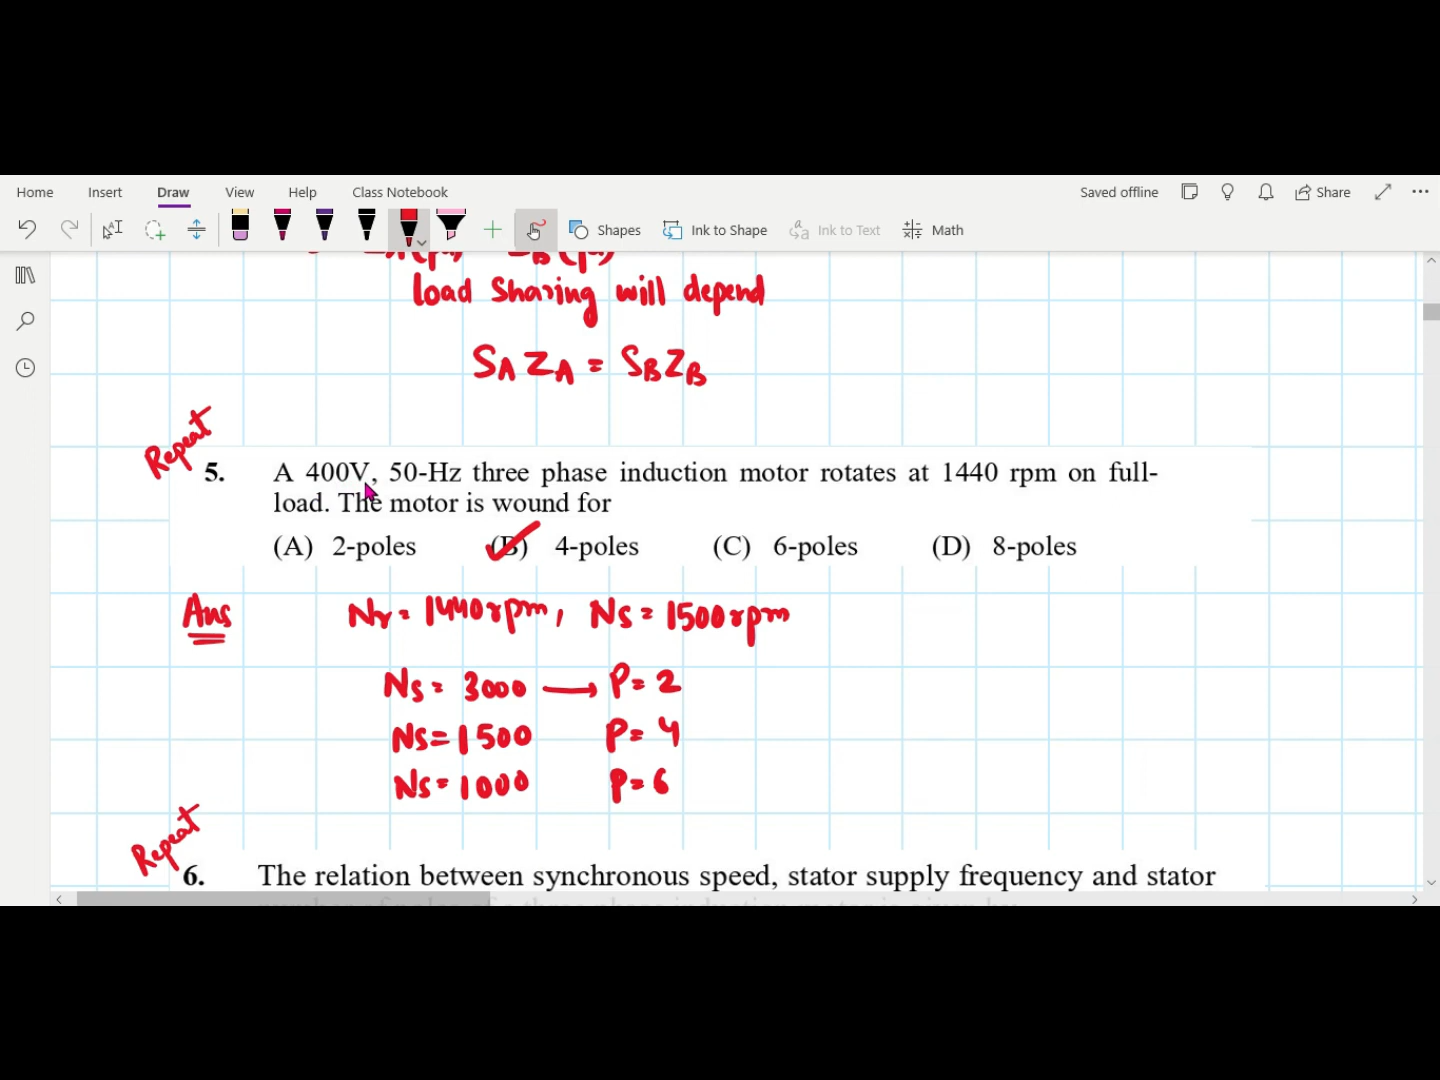 Home Insert Draw View Help Class Notebook Saved offline Share
Shapes Ink to Shape Ink to Text Math
load Sharing will depend
SA ZA = SB ZB
Repeat
5. A 400V, 50-Hz three phase induction motor rotates at 1440 rpm on full-
load. The motor is wound for
(A) 2-poles (B) 4-poles (C) 6-poles (D) 8-poles
Ans Nr = 1440 rpm, Ns = 1500 rpm
Ns = 3000 → P = 2
Ns = 1500 P = 4
Ns = 1000 P = 6
Repeat
6. The relation between synchronous speed, stator supply frequency and stator